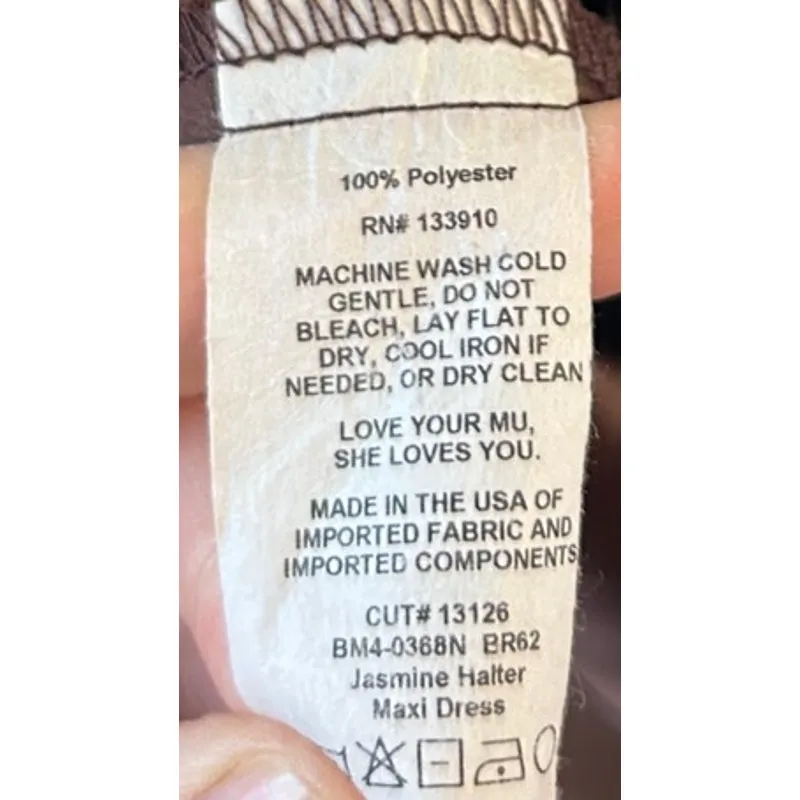 100% Polyester
RN# 133910
MACHINE WASH COLD
GENTLE, DO NOT
BLEACH, LAY FLAT TO
DRY, COOL IRON IF
NEEDED, OR DRY CLEAN
LOVE YOUR MU,
SHE LOVES YOU.
MADE IN THE USA OF
IMPORTED FABRIC AND
IMPORTED COMPONENTS
CUT# 13126
BM4-0368N BR62
Jasmine Halter
Maxi Dress